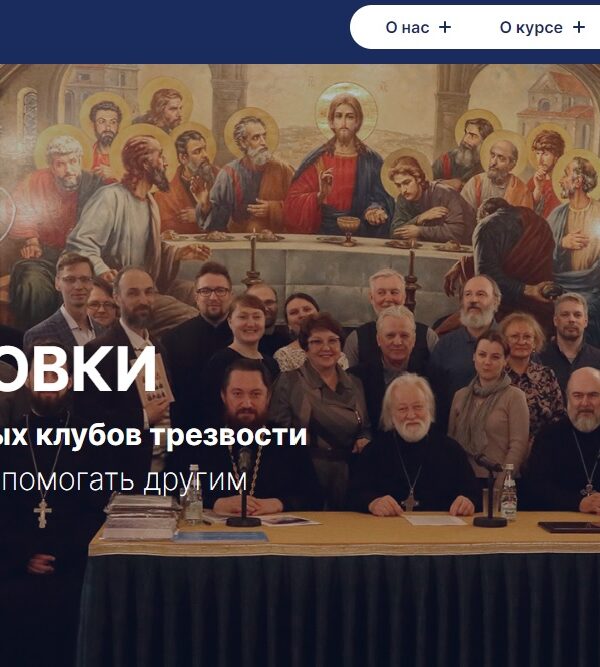 О нас +
О курсе +
ОВКИ
ых клубов трезвости
помогать другим